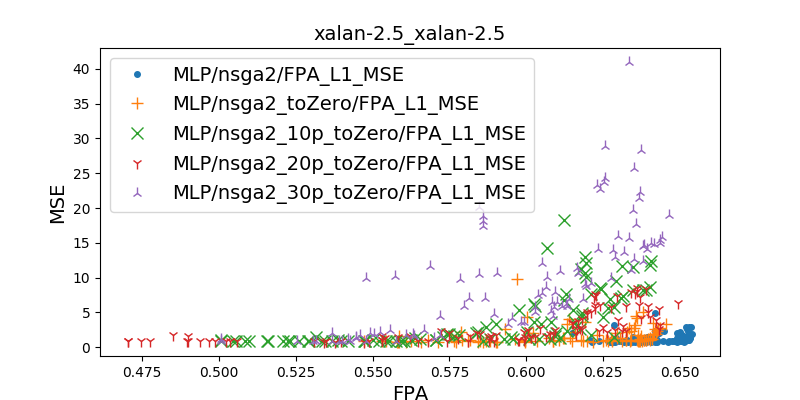 xalan-2.5_xalan-2.5
MLP/nsga2/FPA_L1_MSE
MLP/nsga2_toZero/FPA_L1_MSE
MLP/nsga2_10p_toZero/FPA_L1_MSE
MLP/nsga2_20p_toZero/FPA_L1_MSE
MLP/nsga2_30p_toZero/FPA_L1_MSE
MSE
40
35
30
25
20
15
10
5
0
0.475 0.500 0.525 0.550 0.575 0.600 0.625 0.650
FPA